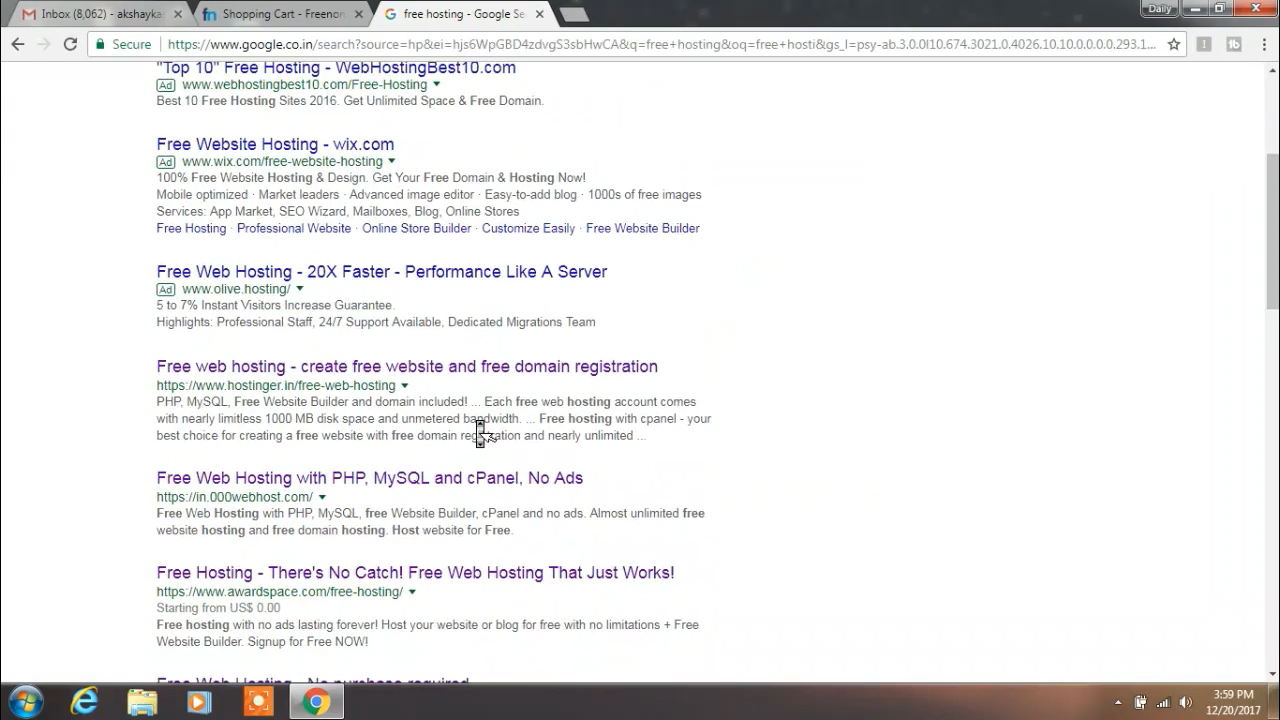 Inbox (8,062) - akshayka
Shopping Cart - Freenom
free hosting - Google Se
Daily
Secure
https://www.google.co.in/search?source=hp&ei=hjs6WpGBD4zdvgS3sbHwCA&q=free+hosting&oq=free+hosti&gs_l=psy-ab.3.0.0l10.674.3021.0.4026.10.10.0.0.0.0.293.1...
"Top 10" Free Hosting - WebHostingBest10.com
Ad www.webhostingbest10.com/Free-Hosting
Best 10 Free Hosting Sites 2016. Get Unlimited Space & Free Domain.
Free Website Hosting - wix.com
Ad www.wix.com/free-website-hosting
100% Free Website Hosting & Design. Get Your Free Domain & Hosting Now!
Mobile optimized · Market leaders · Advanced image editor · Easy-to-add blog · 1000s of free images
Services: App Market, SEO Wizard, Mailboxes, Blog, Online Stores
Free Hosting · Professional Website · Online Store Builder · Customize Easily · Free Website Builder
Free Web Hosting - 20X Faster - Performance Like A Server
Ad www.olive.hosting/
5 to 7% Instant Visitors Increase Guarantee.
Highlights: Professional Staff, 24/7 Support Available, Dedicated Migrations Team
Free web hosting - create free website and free domain registration
https://www.hostinger.in/free-web-hosting
PHP, MySQL, Free Website Builder and domain included! ... Each free web hosting account comes
with nearly limitless 1000 MB disk space and unmetered bandwidth. ... Free hosting with cpanel - your
best choice for creating a free website with free domain registration and nearly unlimited ...
Free Web Hosting with PHP, MySQL and cPanel, No Ads
https://in.000webhost.com/
Free Web Hosting with PHP, MySQL, free Website Builder, cPanel and no ads. Almost unlimited free
website hosting and free domain hosting. Host website for Free.
Free Hosting - There's No Catch! Free Web Hosting That Just Works!
https://www.awardspace.com/free-hosting/
Starting from US$ 0.00
Free hosting with no ads lasting forever! Host your website or blog for free with no limitations + Free
Website Builder. Signup for Free NOW!
Free Web Hosting - No purchase required
3:59 PM
12/20/2017